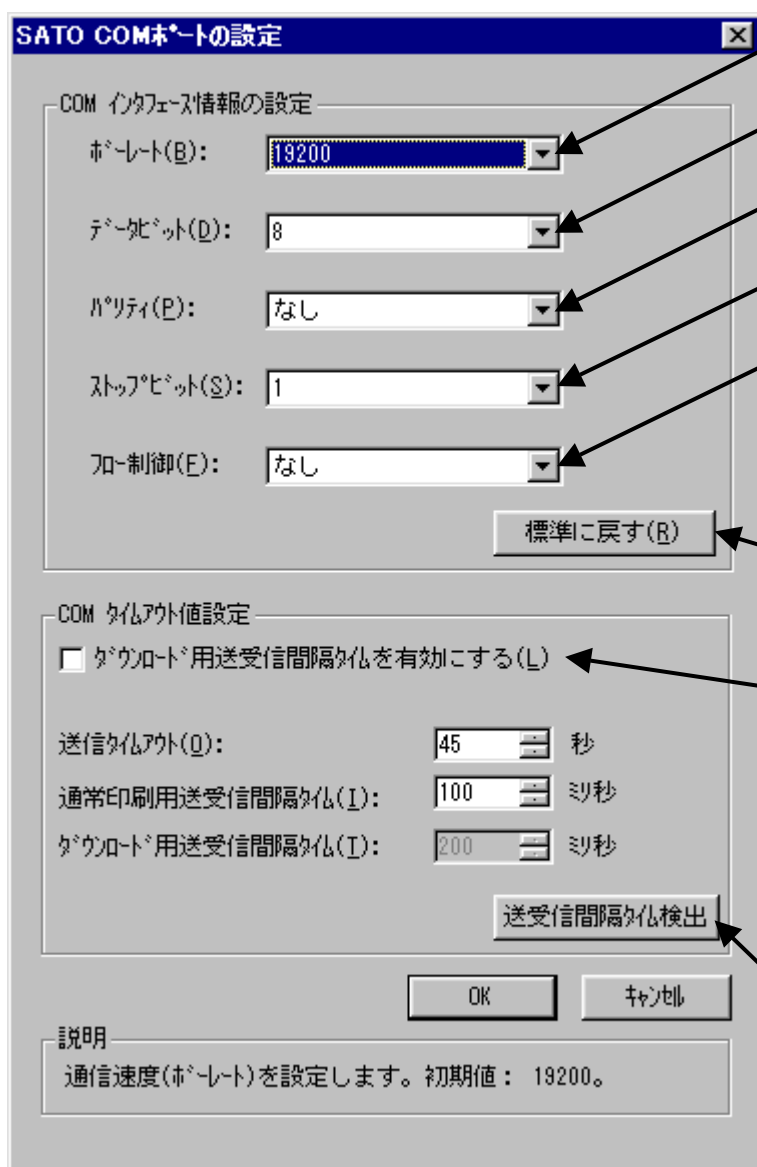 SATO COMﾎﾟｰﾄの設定
COM ｲﾝﾀﾌｪｰｽ情報の設定
ﾎﾞｰﾚｰﾄ(B): 19200
ﾃﾞｰﾀﾋﾞｯﾄ(D): 8
ﾊﾟﾘﾃｨ(P): なし
ｽﾄｯﾌﾟﾋﾞｯﾄ(S): 1
ﾌﾛｰ制御(F): なし
標準に戻す(R)
COM ﾀｲﾑｱｳﾄ値設定
ﾀﾞｳﾝﾛｰﾄﾞ用送受信間隔ﾀｲﾑを有効にする(L)
送信ﾀｲﾑｱｳﾄ(O): 45 秒
通常印刷用送受信間隔ﾀｲﾑ(I): 100 ﾐﾘ秒
ﾀﾞｳﾝﾛｰﾄﾞ用送受信間隔ﾀｲﾑ(T): 200 ﾐﾘ秒
送受信間隔ﾀｲﾑ検出
OK ｷｬﾝｾﾙ
説明
通信速度(ﾎﾞｰﾚｰﾄ)を設定します。初期値： 19200。